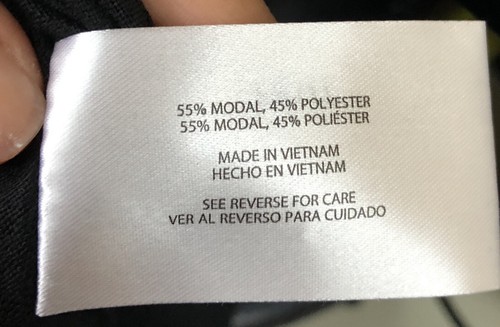 55% MODAL, 45% POLYESTER
55% MODAL, 45% POLIÉSTER
MADE IN VIETNAM
HECHO EN VIETNAM
SEE REVERSE FOR CARE
VER AL REVERSO PARA CUIDADO